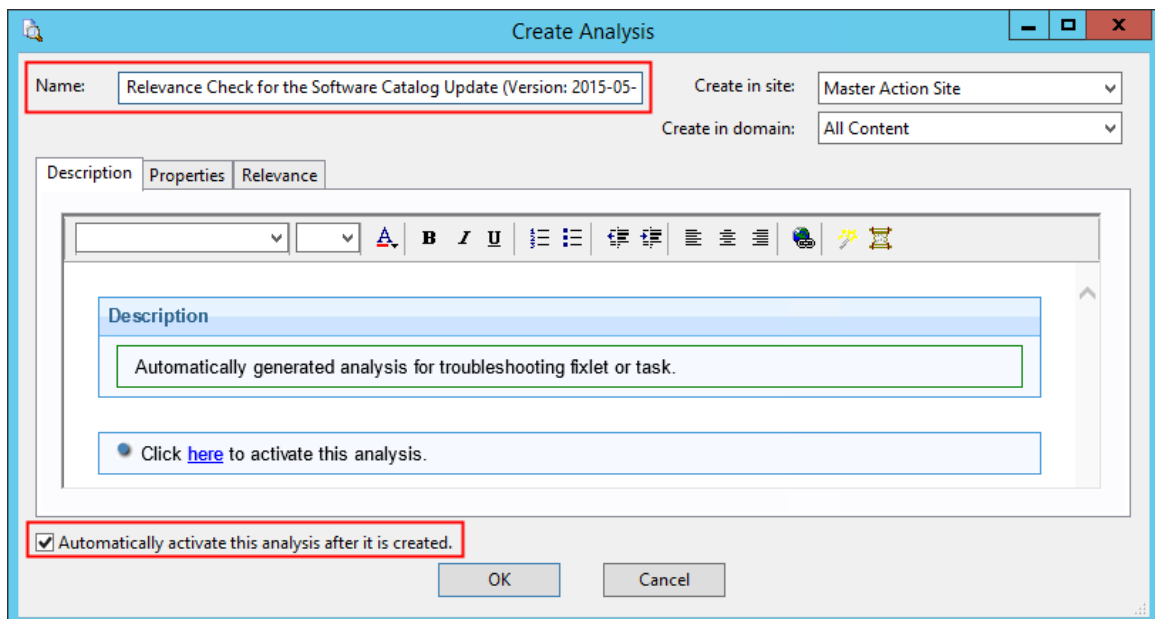 Create Analysis
Name: Relevance Check for the Software Catalog Update (Version: 2015-05- Create in site: Master Action Site
Create in domain: All Content
Description Properties Relevance
A B I U
Description
Automatically generated analysis for troubleshooting fixlet or task.
Click here to activate this analysis.
Automatically activate this analysis after it is created.
OK Cancel